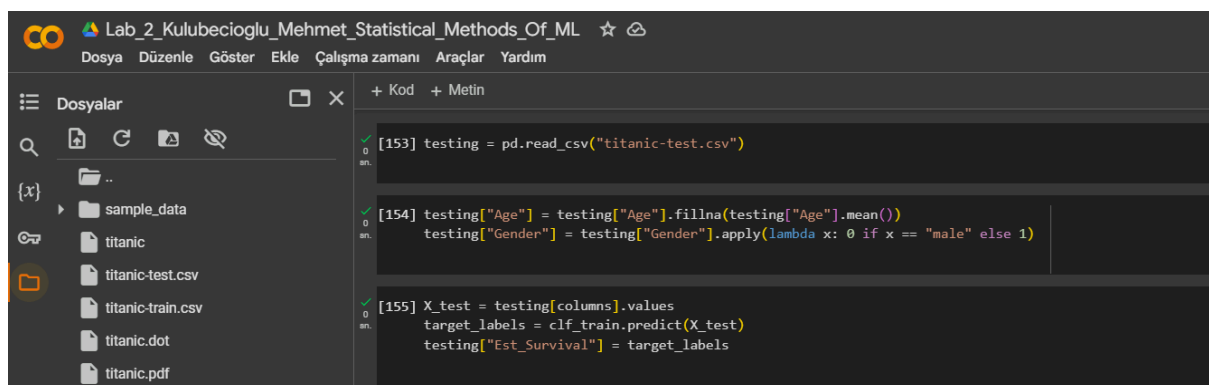 Lab_2_Kulubecioglu_Mehmet_Statistical_Methods_Of_ML
Dosya Düzenle Göster Ekle Çalışma zamanı Araçlar Yardım
+ Kod + Metin
Dosyalar
..
sample_data
titanic
titanic-test.csv
titanic-train.csv
titanic.dot
titanic.pdf
{x}
[153] testing = pd.read_csv("titanic-test.csv")
0
sn.
[154] testing["Age"] = testing["Age"].fillna(testing["Age"].mean())
0
sn. testing["Gender"] = testing["Gender"].apply(lambda x: 0 if x == "male" else 1)
[155] X_test = testing[columns].values
0
sn. target_labels = clf_train.predict(X_test)
testing["Est_Survival"] = target_labels